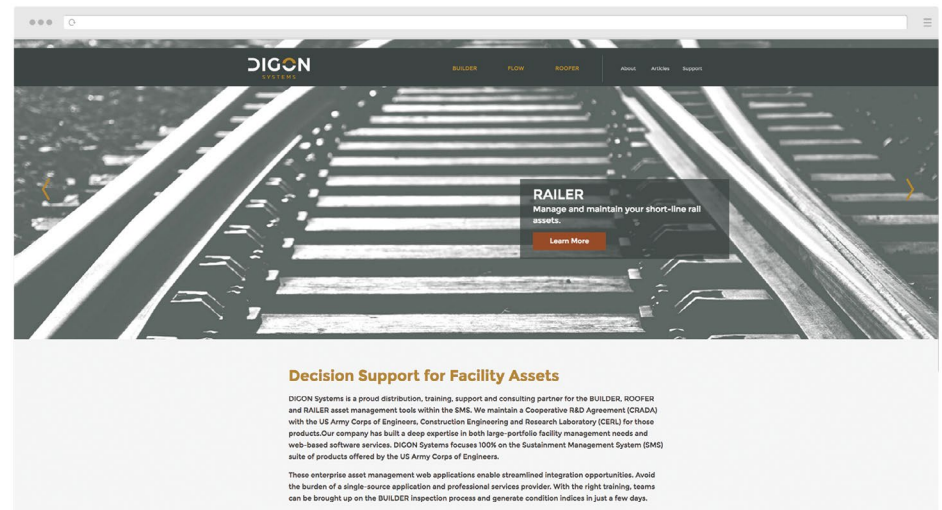 DIGON
SYSTEMS
BUILDER FLOW ROOFER About Articles Support
RAILER
Manage and maintain your short-line rail
assets.
Learn More
Decision Support for Facility Assets
DIGON Systems is a proud distribution, training, support and consulting partner for the BUILDER, ROOFER
and RAILER asset management tools within the SMS. We maintain a Cooperative R&D Agreement (CRADA)
with the US Army Corps of Engineers, Construction Engineering and Research Laboratory (CERL) for those
products.Our company has built a deep expertise in both large-portfolio facility management needs and
web-based software services. DIGON Systems focuses 100% on the Sustainment Management System (SMS)
suite of products offered by the US Army Corps of Engineers.
These enterprise asset management web applications enable streamlined integration opportunities. Avoid
the burden of a single-source application and professional services provider. With the right training, teams
can be brought up on the BUILDER inspection process and generate condition indices in just a few days.